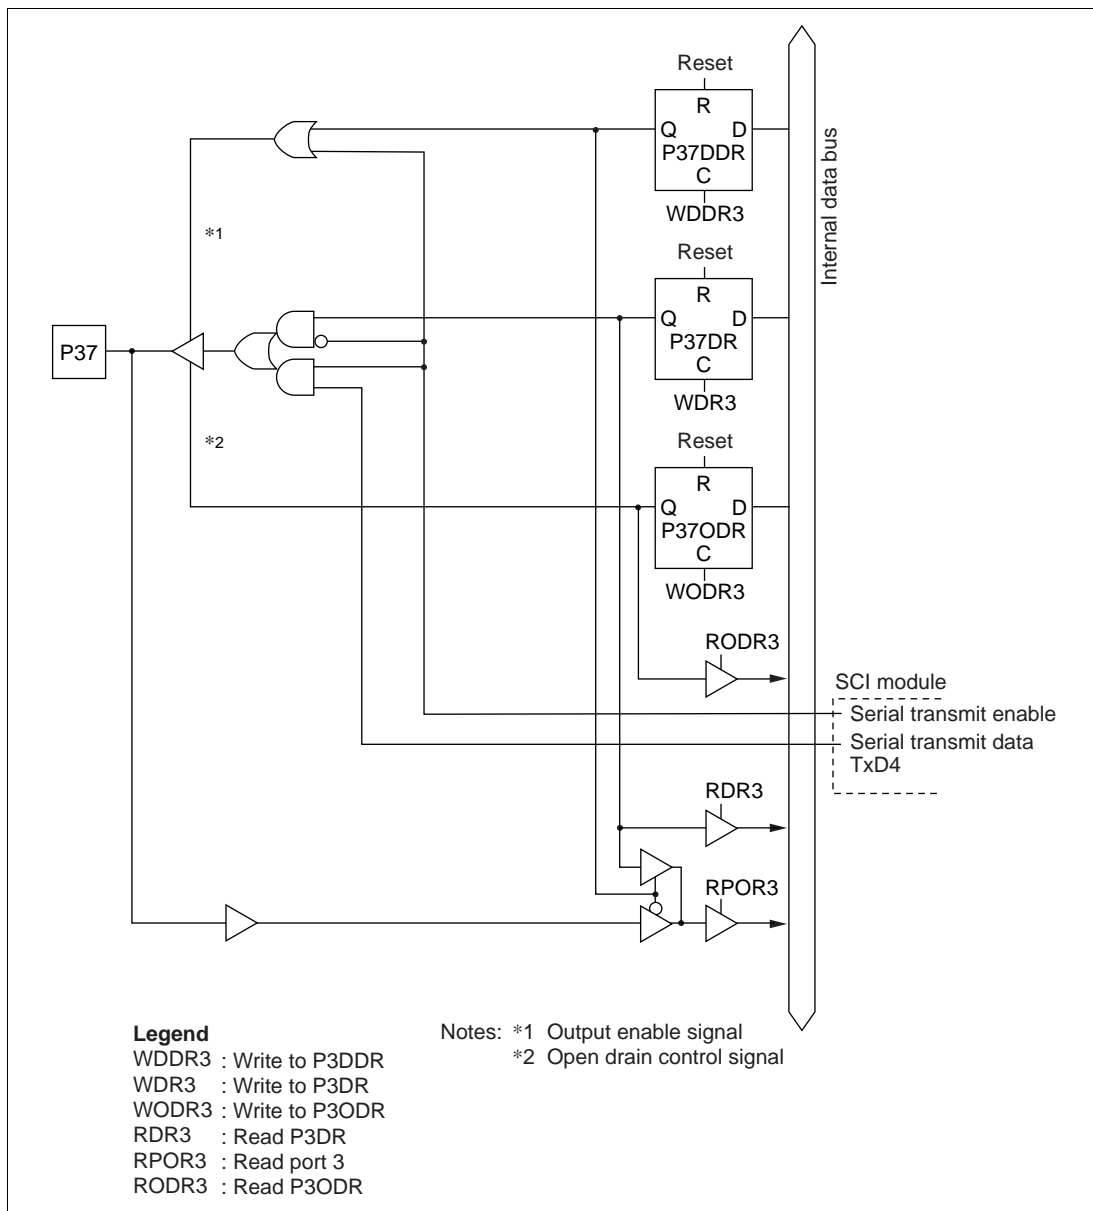 Reset
R
Q D
P37DDR
C
WDDR3
Internal data bus
*1
Reset
R
Q D
P37DR
C
WDR3
P37
*2
Reset
R
Q D
P37ODR
C
WODR3
RODR3
SCI module
Serial transmit enable
Serial transmit data
TxD4
RDR3
RPOR3
Legend
WDDR3 : Write to P3DDR
WDR3 : Write to P3DR
WODR3 : Write to P3ODR
RDR3 : Read P3DR
RPOR3 : Read port 3
RODR3 : Read P3ODR
Notes: *1 Output enable signal
*2 Open drain control signal